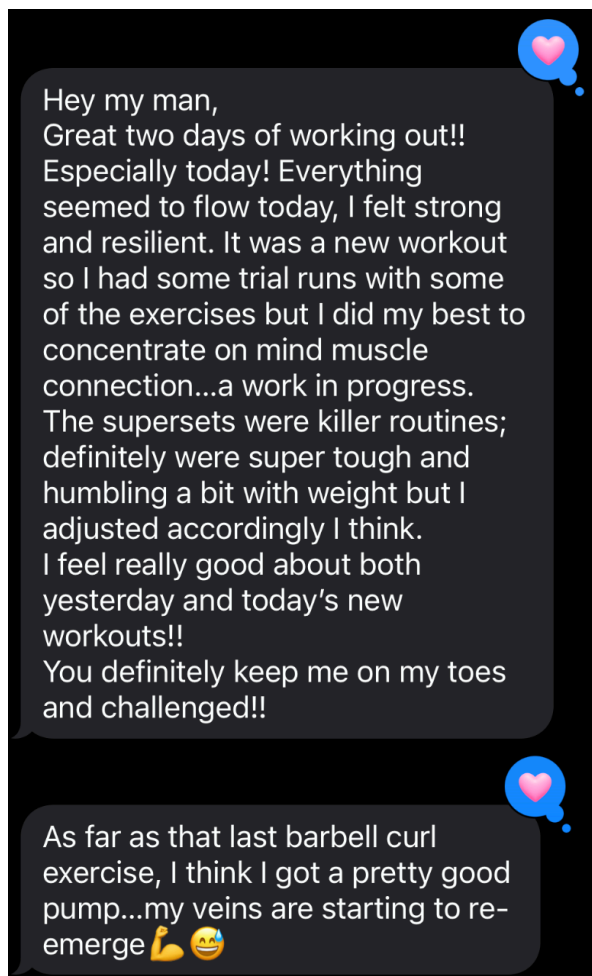 Hey my man,
Great two days of working out!!
Especially today! Everything
seemed to flow today, I felt strong
and resilient. It was a new workout
so I had some trial runs with some
of the exercises but I did my best to
concentrate on mind muscle
connection...a work in progress.
The supersets were killer routines;
definitely were super tough and
humbling a bit with weight but I
adjusted accordingly I think.
I feel really good about both
yesterday and today’s new
workouts!!
You definitely keep me on my toes
and challenged!!
As far as that last barbell curl
exercise, I think I got a pretty good
pump...my veins are starting to re-
emerge💪😅